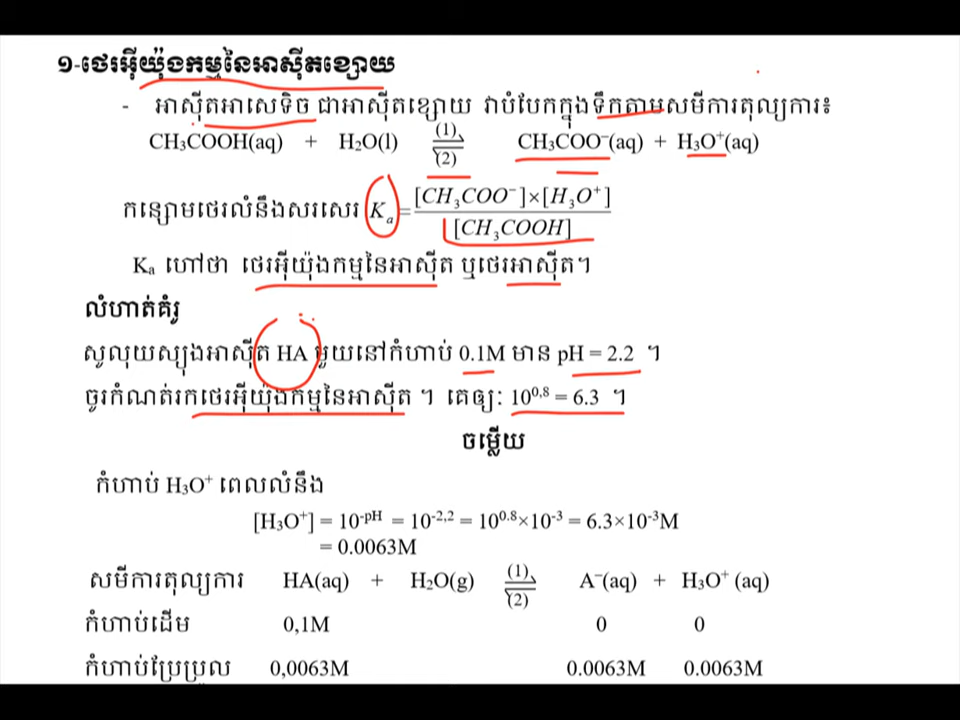 ១-ថេរអ៊ីយ៉ុងកម្មនៃអាស៊ីតខ្សោយ
- អាស៊ីតអាសេទិច ជាអាស៊ីតខ្សោយ វាបំបែកក្នុងទឹកតាមសមីការតុល្យការ៖
CH₃COOH(aq) + H₂O(l) (1) (2) CH₃COO⁻(aq) + H₃O⁺(aq)
កន្សោមថេរលំនឹងសរសេរ Kₐ = [CH₃COO⁻]×[H₃O⁺] / [CH₃COOH]
Kₐ ហៅថា ថេរអ៊ីយ៉ុងកម្មនៃអាស៊ីត ឬថេរអាស៊ីត។
លំហាត់គំរូ
សូលុយស្យុងអាស៊ីត HA មួយនៅកំហាប់ 0.1M មាន pH = 2.2 ។
ចូរកំណត់រកថេរអ៊ីយ៉ុងកម្មនៃអាស៊ីត ។ គេឲ្យ: 10^0,8 = 6.3 ។
ចម្លើយ
កំហាប់ H₃O⁺ ពេលលំនឹង
[H₃O⁺] = 10^-pH = 10^-2,2 = 10^0.8×10^-3 = 6.3×10^-3M
= 0.0063M
សមីការតុល្យការ HA(aq) + H₂O(g) (1) (2) A⁻(aq) + H₃O⁺ (aq)
កំហាប់ដើម 0,1M 0 0
កំហាប់ប្រែប្រួល 0,0063M 0.0063M 0.0063M